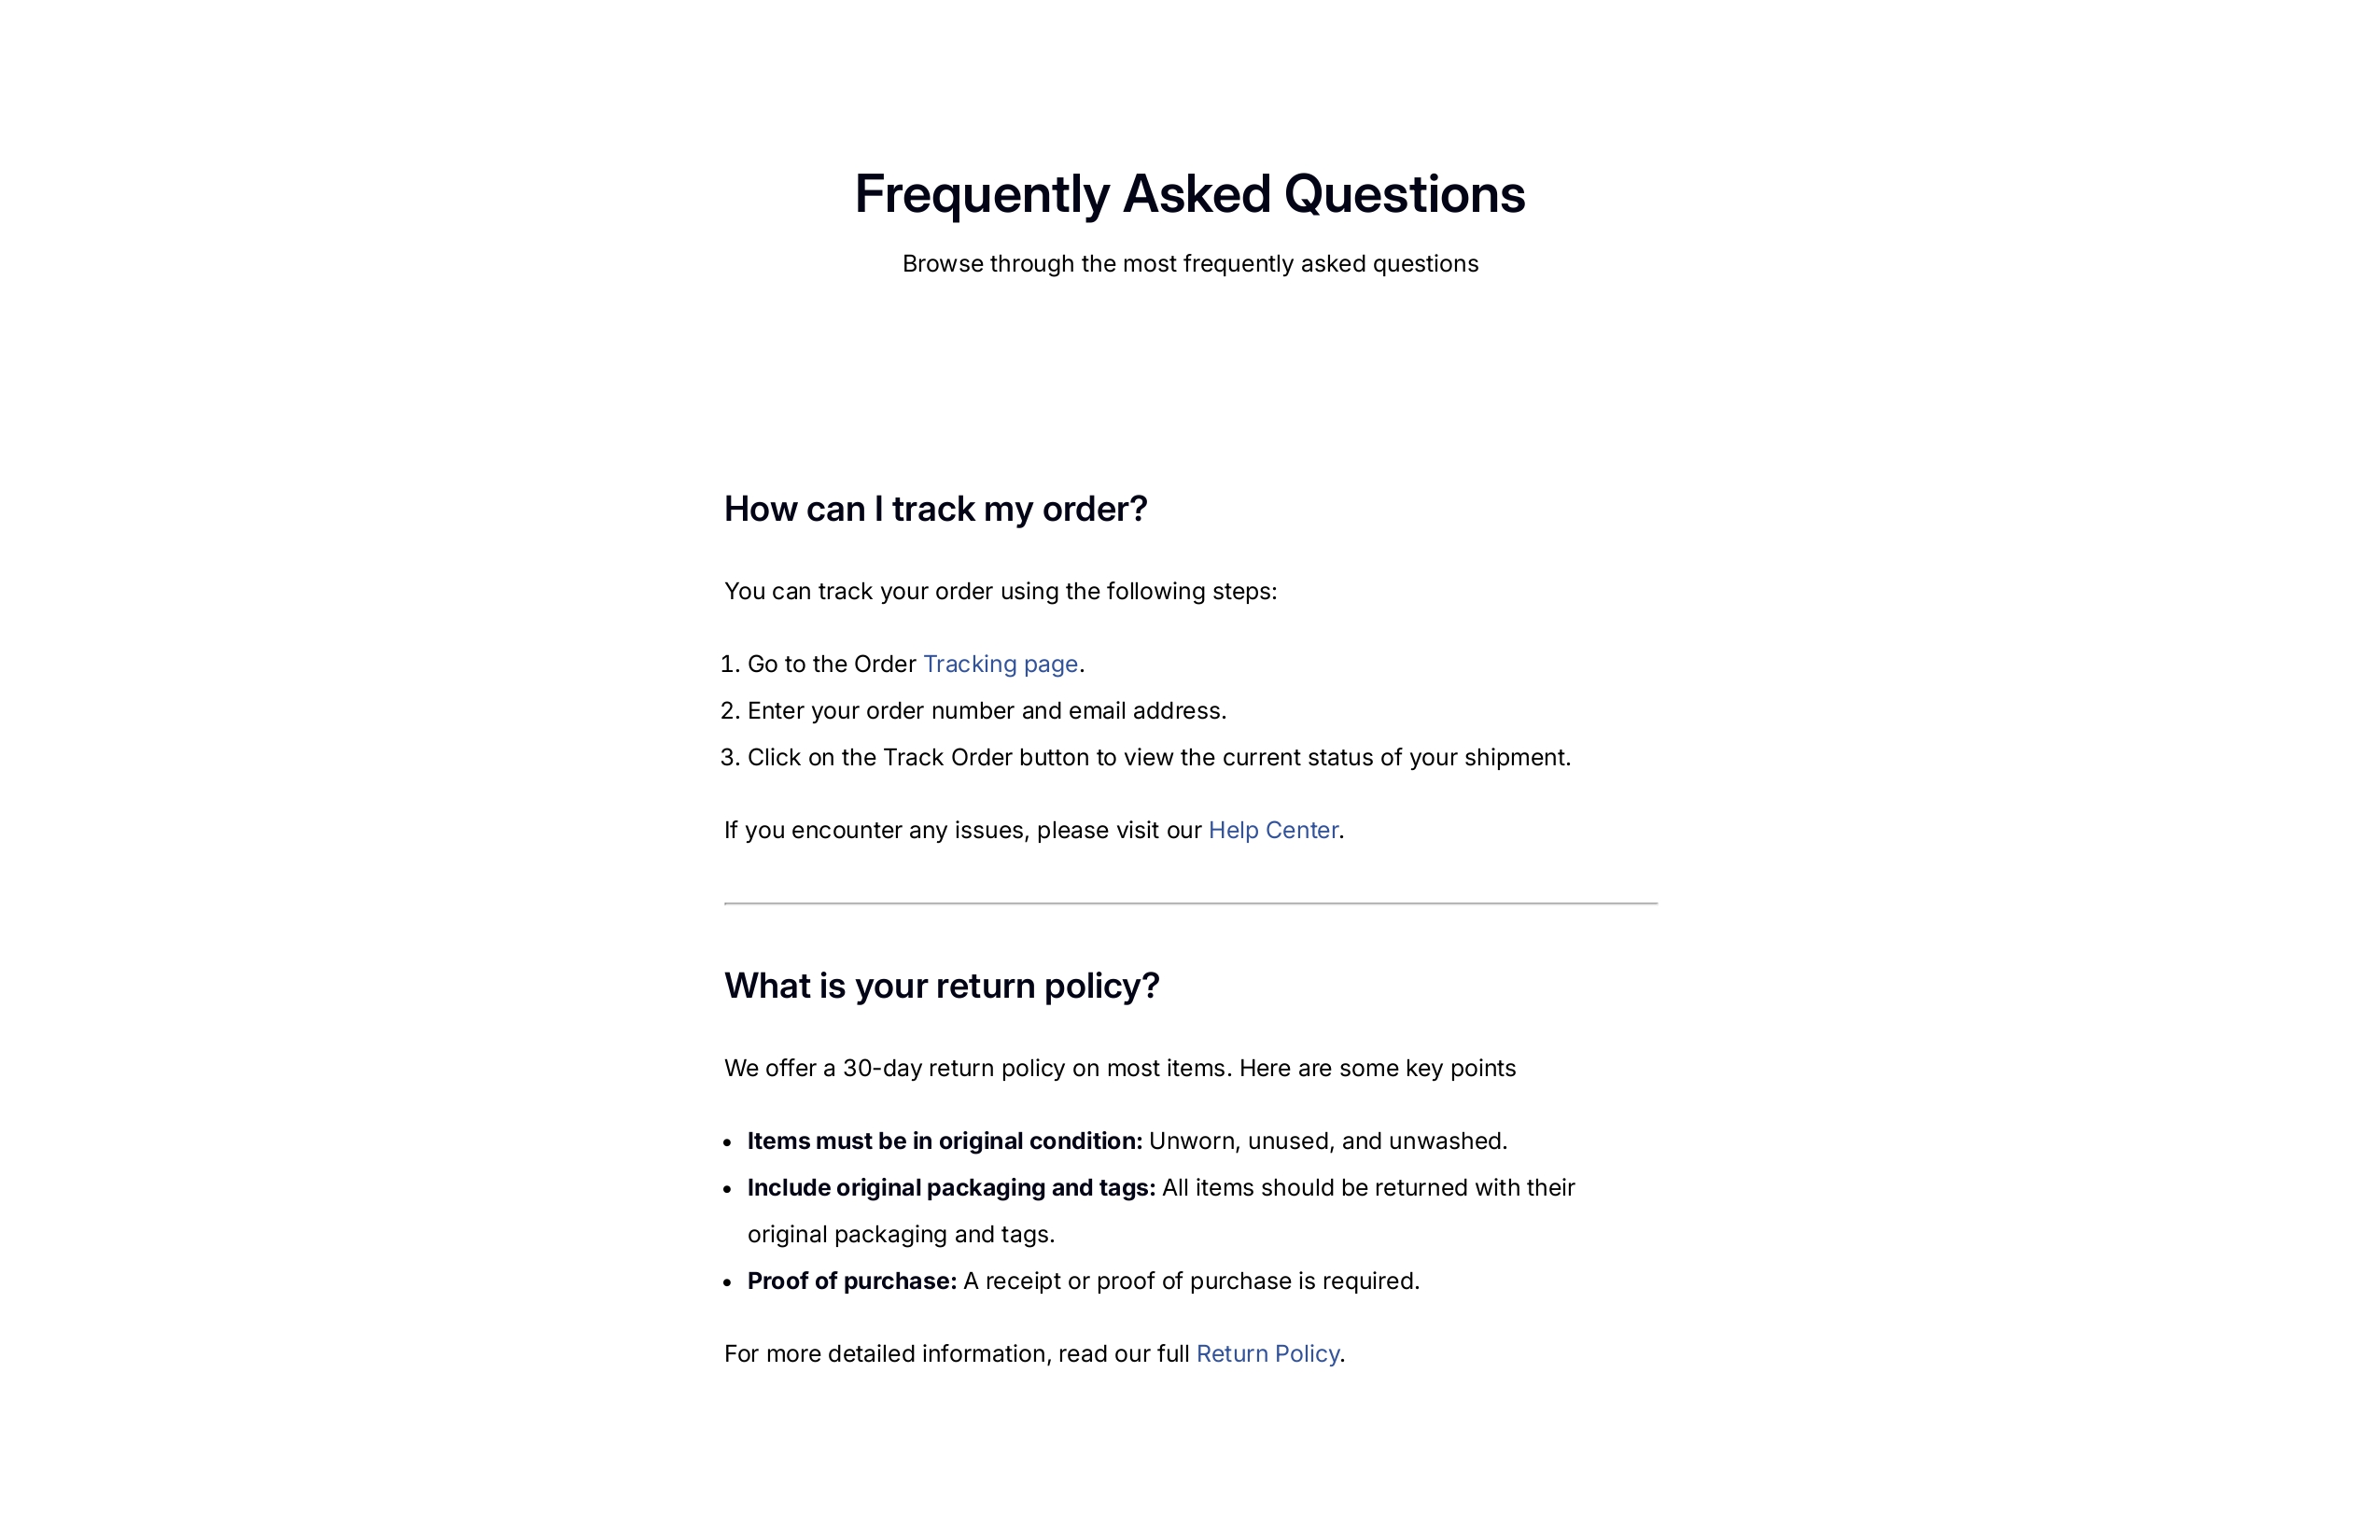 Frequently Asked Questions
Browse through the most frequently asked questions
How can I track my order?
You can track your order using the following steps:
1. Go to the Order Tracking page.
2. Enter your order number and email address.
3. Click on the Track Order button to view the current status of your shipment.
If you encounter any issues, please visit our Help Center.
What is your return policy?
We offer a 30-day return policy on most items. Here are some key points
• Items must be in original condition: Unworn, unused, and unwashed.
• Include original packaging and tags: All items should be returned with their
original packaging and tags.
• Proof of purchase: A receipt or proof of purchase is required.
For more detailed information, read our full Return Policy.